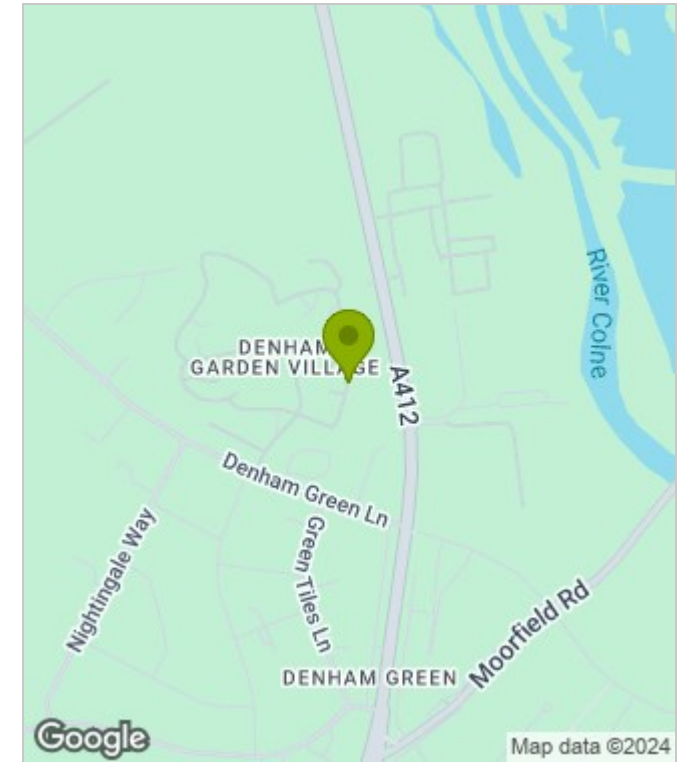 River Colne
DENHAM
GARDEN VILLAGE
A412
Denham Green Ln
Nightingale Way
Green Tiles Ln
Moorfield Rd
DENHAM GREEN
Google
Map data ©2024